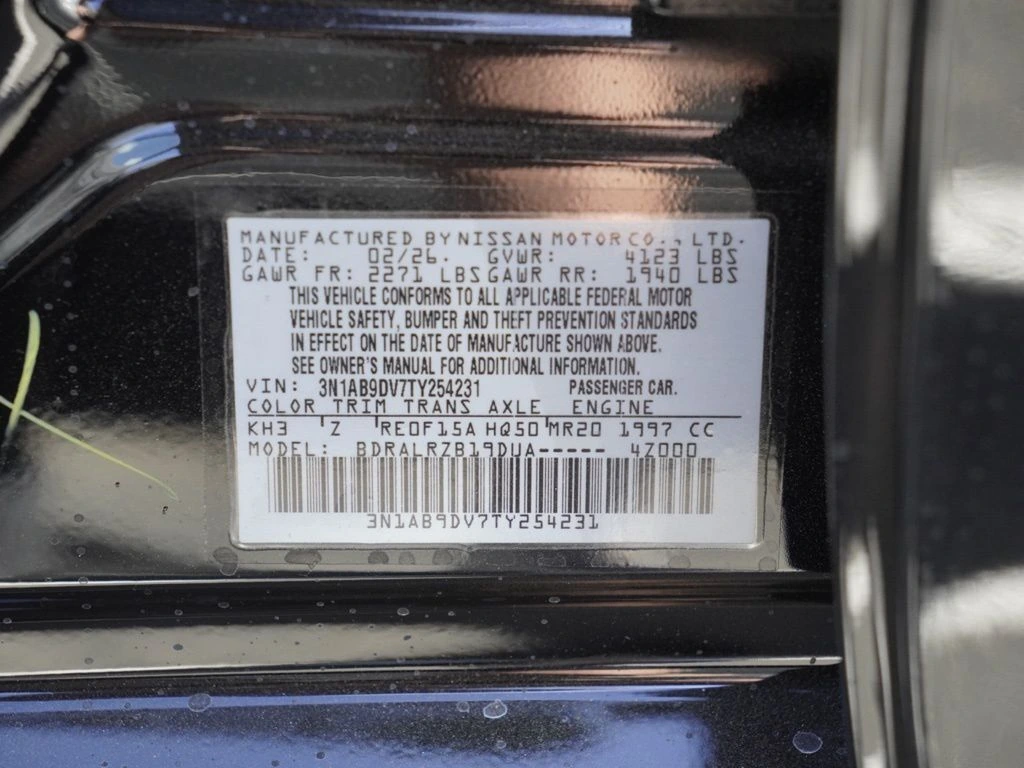 MANUFACTURED BY NISSAN MOTOR CO., LTD.
DATE: 02/26. GVWR: 4123 LBS
GAWR FR: 2271 LBS GAWR RR: 1940 LBS
THIS VEHICLE CONFORMS TO ALL APPLICABLE FEDERAL MOTOR
VEHICLE SAFETY, BUMPER AND THEFT PREVENTION STANDARDS
IN EFFECT ON THE DATE OF MANUFACTURE SHOWN ABOVE.
SEE OWNER'S MANUAL FOR ADDITIONAL INFORMATION.
VIN: 3N1AB9DV7TY254231 PASSENGER CAR.
COLOR TRIM TRANS AXLE ENGINE
KH3 Z RE0F15A HQ50 MR20 1997 CC
MODEL: BDRALRZB19DUA----- 4Z000
3N1AB9DV7TY254231